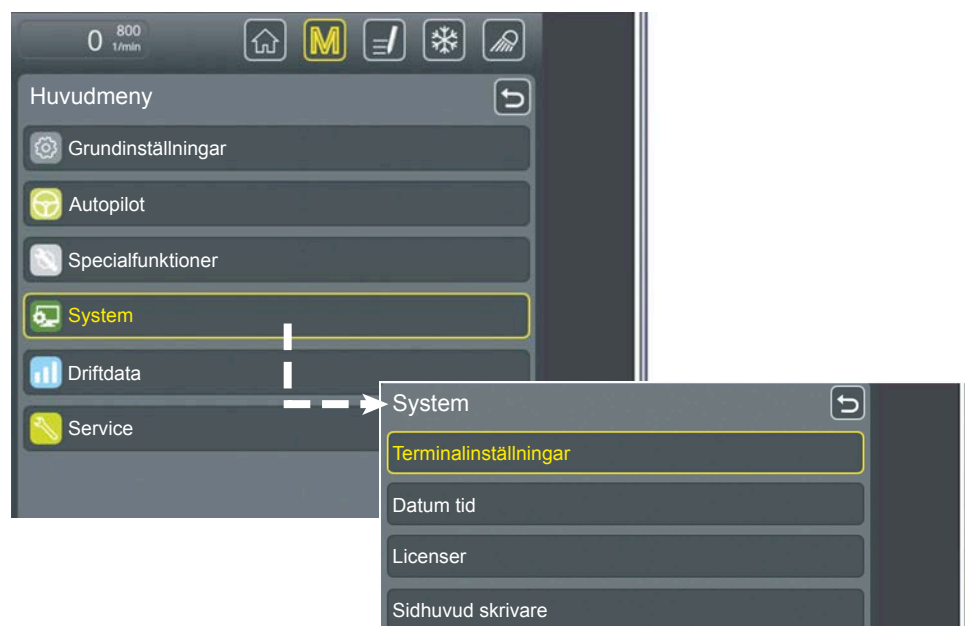 0 800
1/min
M
Huvudmeny
Grundinställningar
Autopilot
Specialfunktioner
System
Driftdata
Service
System
Terminalinställningar
Datum tid
Licenser
Sidhuvud skrivare